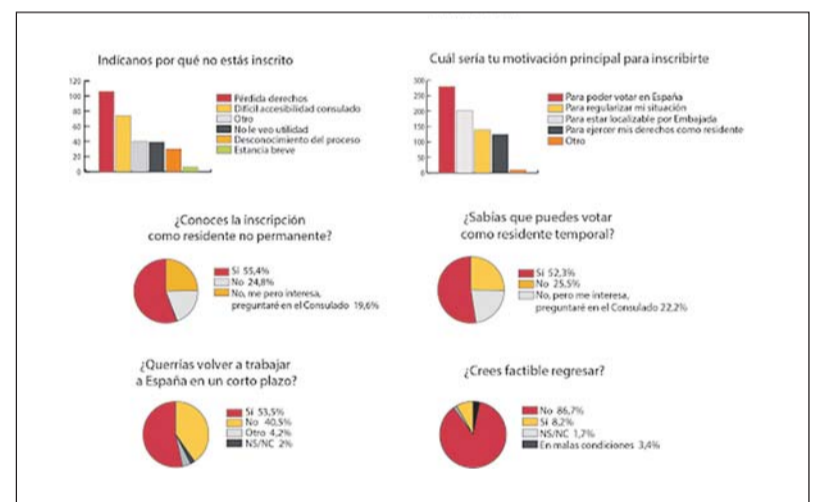 Indícanos por qué no estás inscrito
120
100
80
60
40
20
0
Pérdida derechos
Difícil accesibilidad consulado
Otro
No le veo utilidad
Desconocimiento del proceso
Estancia breve
Cuál sería tu motivación principal para inscribirte
300
250
200
150
100
50
0
Para poder votar en España
Para regularizar mi situación
Para estar localizable por Embajada
Para ejercer mis derechos como residente
Otro
¿Conoces la inscripción
como residente no permanente?
Sí 55,4%
No 24,8%
No, me pero interesa,
preguntaré en el Consulado 19,6%
¿Sabías que puedes votar
como residente temporal?
Sí 52,3%
No 25,5%
No, pero me interesa,
preguntaré en el Consulado 22,2%
¿Querrías volver a trabajar
a España en un corto plazo?
Sí 53,5%
No 40,5%
Otro 4,2%
NS/NC 2%
¿Crees factible regresar?
No 86,7%
Sí 8,2%
NS/NC 1,7%
En malas condiciones 3,4%